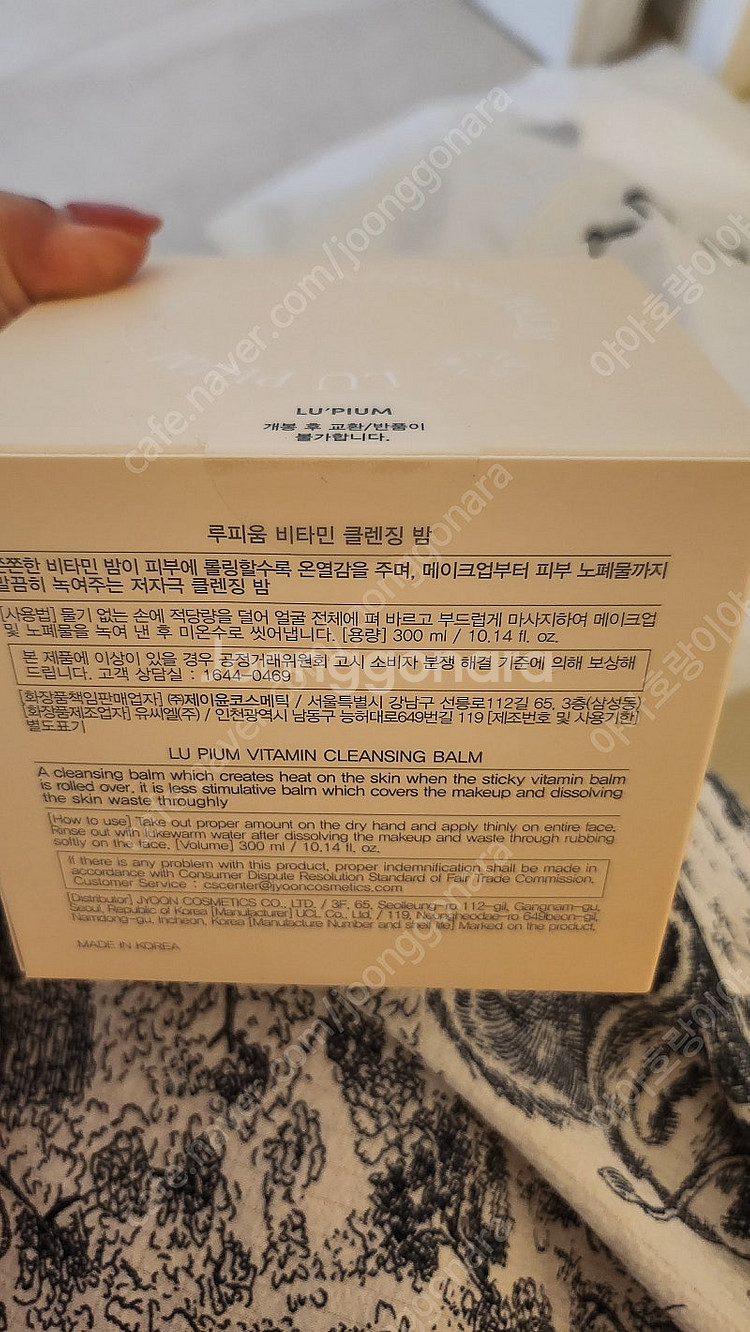 LU PIUM
LU'PIUM
개봉 후 교환/반품이
불가합니다.
루피움 비타민 클렌징 밤
쫀쫀한 비타민 밤이 피부에 롤링할수록 온열감을 주며, 메이크업부터 피부 노폐물까지
말끔히 녹여주는 저자극 클렌징 밤
[사용법] 물기 없는 손에 적당량을 덜어 얼굴 전체에 펴 바르고 부드럽게 마사지하여 메이크업
및 노폐물을 녹여 낸 후 미온수로 씻어냅니다. [용량] 300 ml / 10.14 fl. oz.
본 제품에 이상이 있을 경우 공정거래위원회 고시 소비자 분쟁 해결 기준에 의해 보상해
드립니다. 고객 상담실 : 1644-0469
[화장품책임판매업자] ㈜제이윤코스메틱 / 서울특별시 강남구 선릉로112길 65, 3층(삼성동)
[화장품제조업자] 유씨엘(주) / 인천광역시 남동구 능허대로649번길 119 [제조번호 및 사용기한]
별도표기
LU PIUM VITAMIN CLEANSING BALM
A cleansing balm which creates heat on the skin when the sticky vitamin balm
is rolled over. it is less stimulative balm which covers the makeup and dissolving
the skin waste throughly
[How to use] Take out proper amount on the dry hand and apply thinly on entire face.
Rinse out with lukewarm water after dissolving the makeup and waste through rubbing
softly on the face. [Volume] 300 ml / 10.14 fl. oz.
If there is any problem with this product, proper indemnification shall be made in
accordance with Consumer Dispute Resolution Standard of Fair Trade Commission.
Customer Service : cscenter@jyooncosmetics.com
[Distributor] JYOON COSMETICS CO., LTD. / 3F, 65, Seolleung-ro 112-gil, Gangnam-gu,
Seoul, Republic of Korea [Manufacturer] UCL Co., Ltd. / 119, Neungheodae-ro 649beon-gil,
Namdong-gu, Incheon, Korea [Manufacture Number and shelf life] Marked on the product.
MADE IN KOREA
cafe.naver.com/joonggonara
joonggonara
아야호랑이야